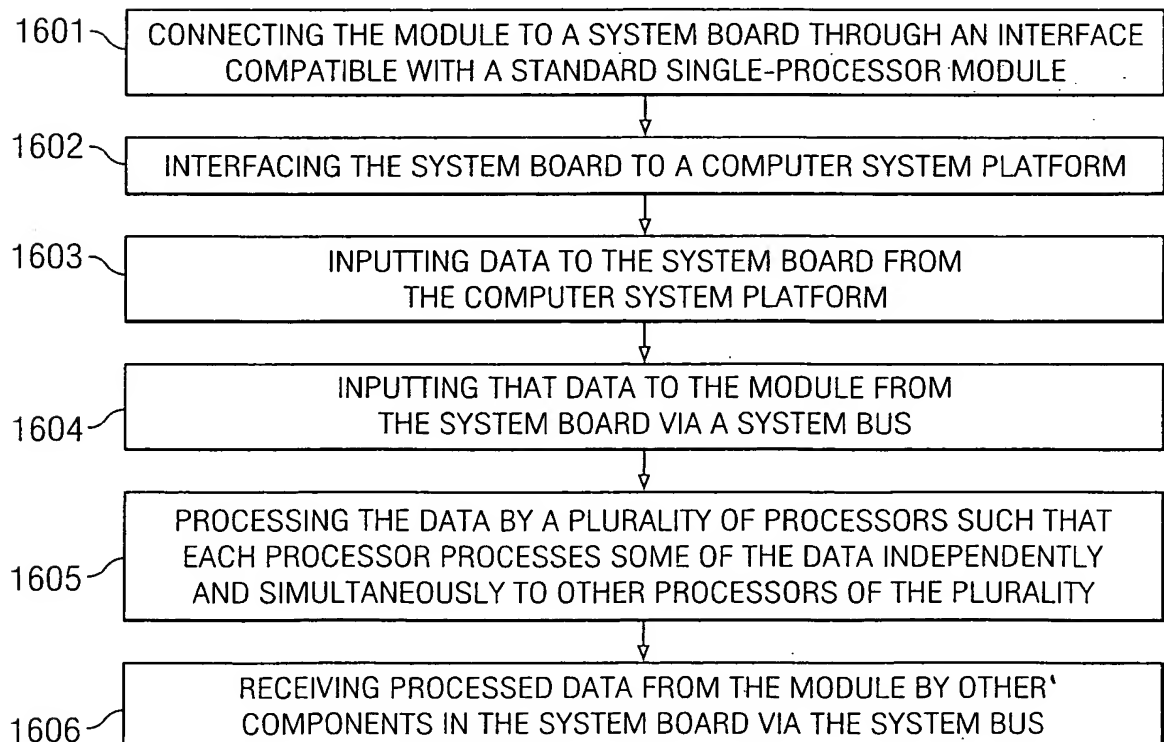 1601
CONNECTING THE MODULE TO A SYSTEM BOARD THROUGH AN INTERFACE
COMPATIBLE WITH A STANDARD SINGLE-PROCESSOR MODULE
1602
INTERFACING THE SYSTEM BOARD TO A COMPUTER SYSTEM PLATFORM
1603
INPUTTING DATA TO THE SYSTEM BOARD FROM
THE COMPUTER SYSTEM PLATFORM
1604
INPUTTING THAT DATA TO THE MODULE FROM
THE SYSTEM BOARD VIA A SYSTEM BUS
1605
PROCESSING THE DATA BY A PLURALITY OF PROCESSORS SUCH THAT
EACH PROCESSOR PROCESSES SOME OF THE DATA INDEPENDENTLY
AND SIMULTANEOUSLY TO OTHER PROCESSORS OF THE PLURALITY
1606
RECEIVING PROCESSED DATA FROM THE MODULE BY OTHER
COMPONENTS IN THE SYSTEM BOARD VIA THE SYSTEM BUS